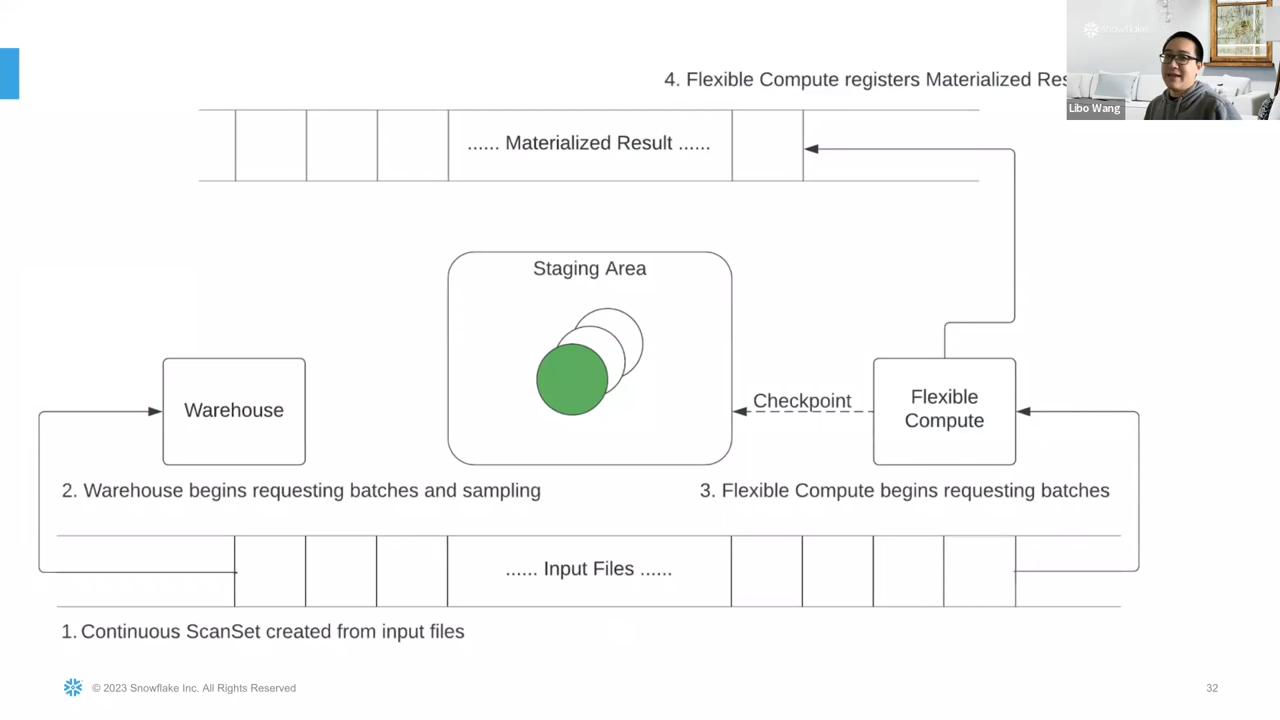 snowflake
4. Flexible Compute registers Materialized
Libo Wang
...... Materialized Result ......
Staging Area
Warehouse
Checkpoint
Flexible
Compute
2. Warehouse begins requesting batches and sampling
3. Flexible Compute begins requesting batches
...... Input Files ......
1. Continuous ScanSet created from input files
© 2023 Snowflake Inc. All Rights Reserved
32